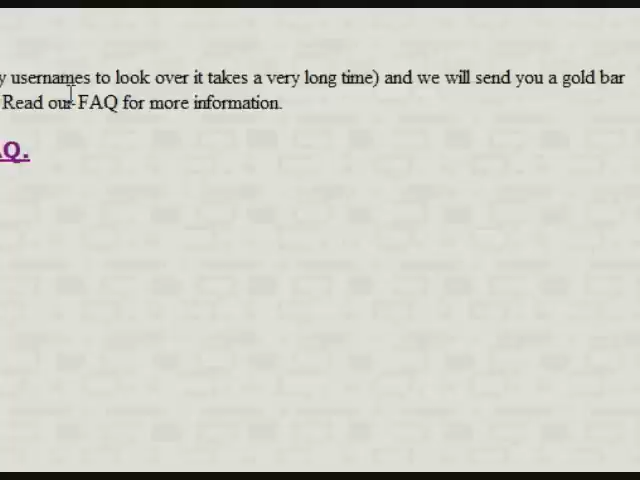 y usernames to look over it takes a very long time) and we will send you a gold bar
Read our FAQ for more information.
AQ.